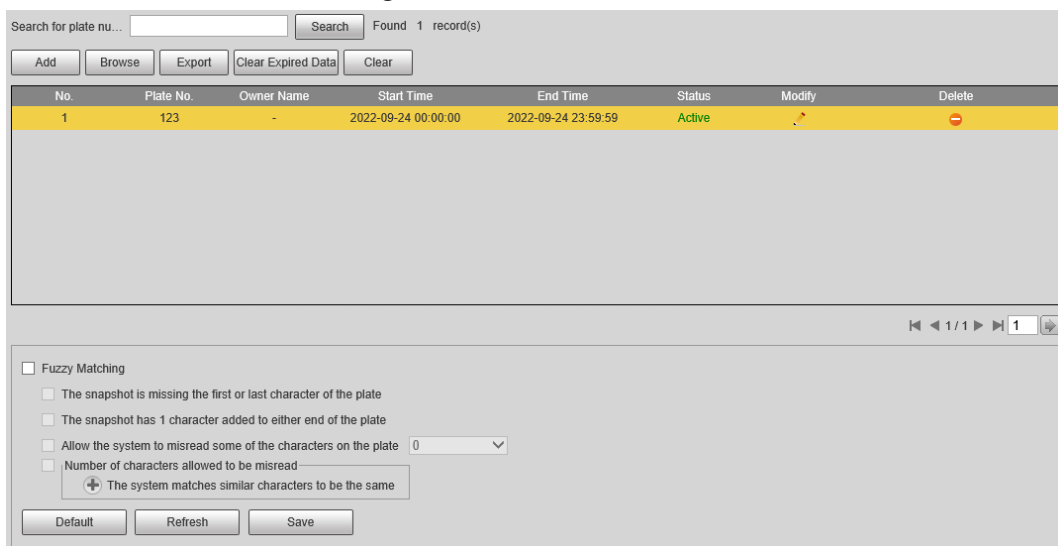 Search for plate nu... Search Found 1 record(s)
Add Browse Export Clear Expired Data Clear
No. Plate No. Owner Name Start Time End Time Status Modify Delete
1 123 - 2022-09-24 00:00:00 2022-09-24 23:59:59 Active
1 / 1 1
Fuzzy Matching
The snapshot is missing the first or last character of the plate
The snapshot has 1 character added to either end of the plate
Allow the system to misread some of the characters on the plate 0
Number of characters allowed to be misread
The system matches similar characters to be the same
Default Refresh Save